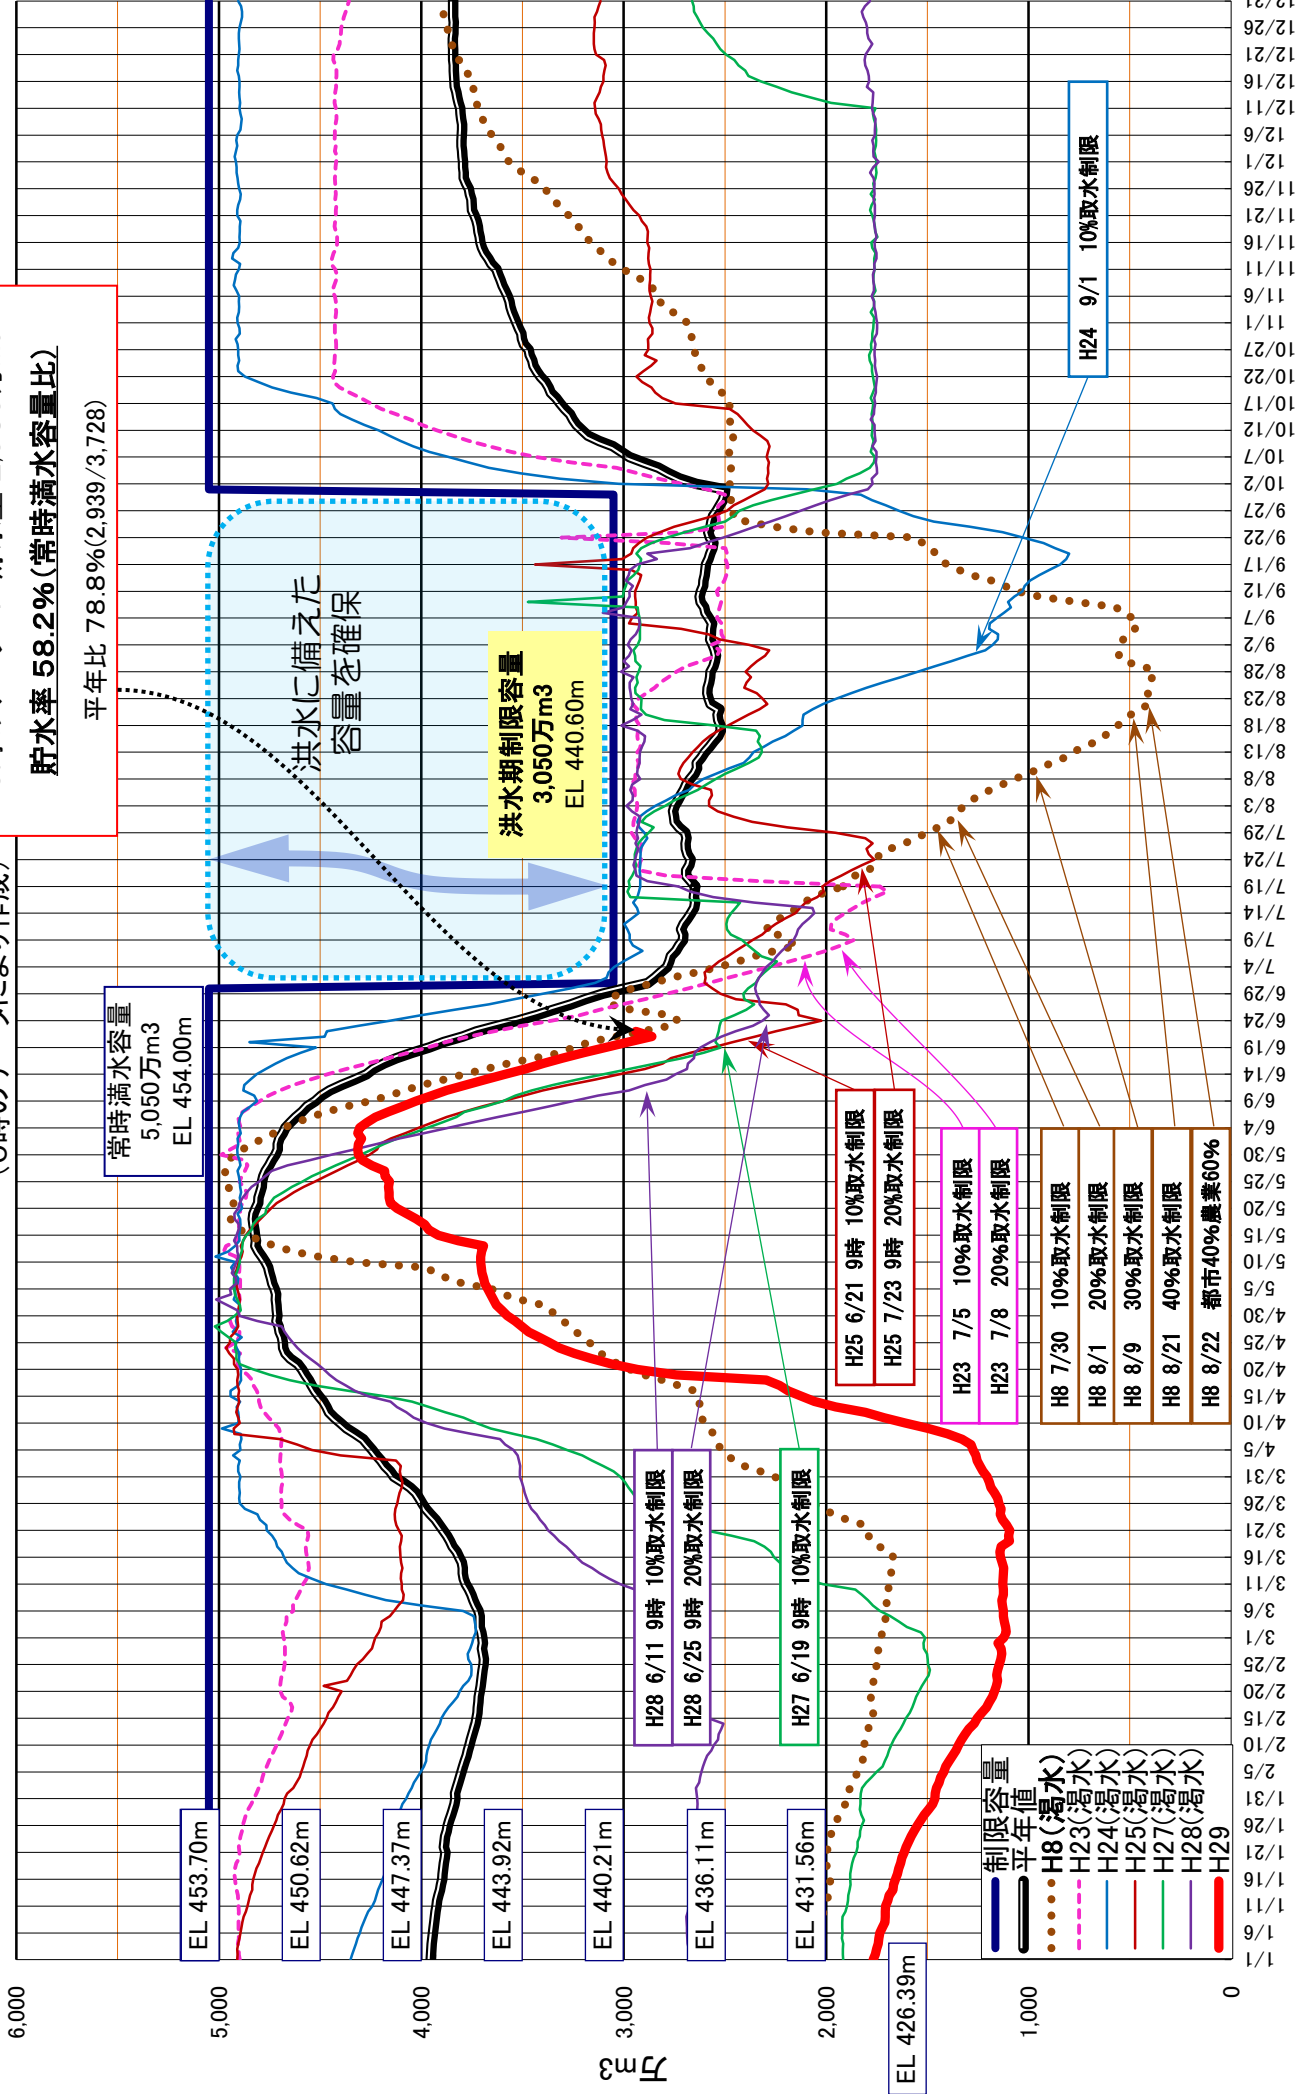 貯水率 58.2%(常時満水容量比)
平年比 78.8%(2,939/3,728)
6,000
5,000
4,000
3,000
2,000
1,000
0
万m3
常時満水容量
5,050万m3
EL 454.00m
洪水に備えた
容量を確保
洪水期制限容量
3,050万m3
EL 440.60m
EL 453.70m
EL 450.62m
EL 447.37m
EL 443.92m
EL 440.21m
EL 436.11m
EL 431.56m
EL 426.39m
H28 6/11 9時 10%取水制限
H28 6/25 9時 20%取水制限
H27 6/19 9時 10%取水制限
H25 6/21 9時 10%取水制限
H25 7/23 9時 20%取水制限
H23 7/5 10%取水制限
H23 7/8 20%取水制限
H8 7/30 10%取水制限
H8 8/1 20%取水制限
H8 8/9 30%取水制限
H8 8/21 40%取水制限
H8 8/22 都市40%農業60%
H24 9/1 10%取水制限
制限容量
平年値
H8(渇水)
H23(渇水)
H24(渇水)
H25(渇水)
H27(渇水)
H28(渇水)
H29
1/1
1/6
1/11
1/16
1/21
1/26
1/31
2/5
2/10
2/15
2/20
2/25
3/1
3/6
3/11
3/16
3/21
3/26
3/31
4/5
4/10
4/15
4/20
4/25
4/30
5/5
5/10
5/15
5/20
5/25
5/30
6/4
6/9
6/14
6/19
6/24
6/29
7/4
7/9
7/14
7/19
7/24
7/29
8/3
8/8
8/13
8/18
8/23
8/28
9/2
9/7
9/12
9/17
9/22
9/27
10/2
10/7
10/12
10/17
10/22
10/27
11/1
11/6
11/11
11/16
11/21
11/26
12/1
12/6
12/11
12/16
12/21
12/26
12/31